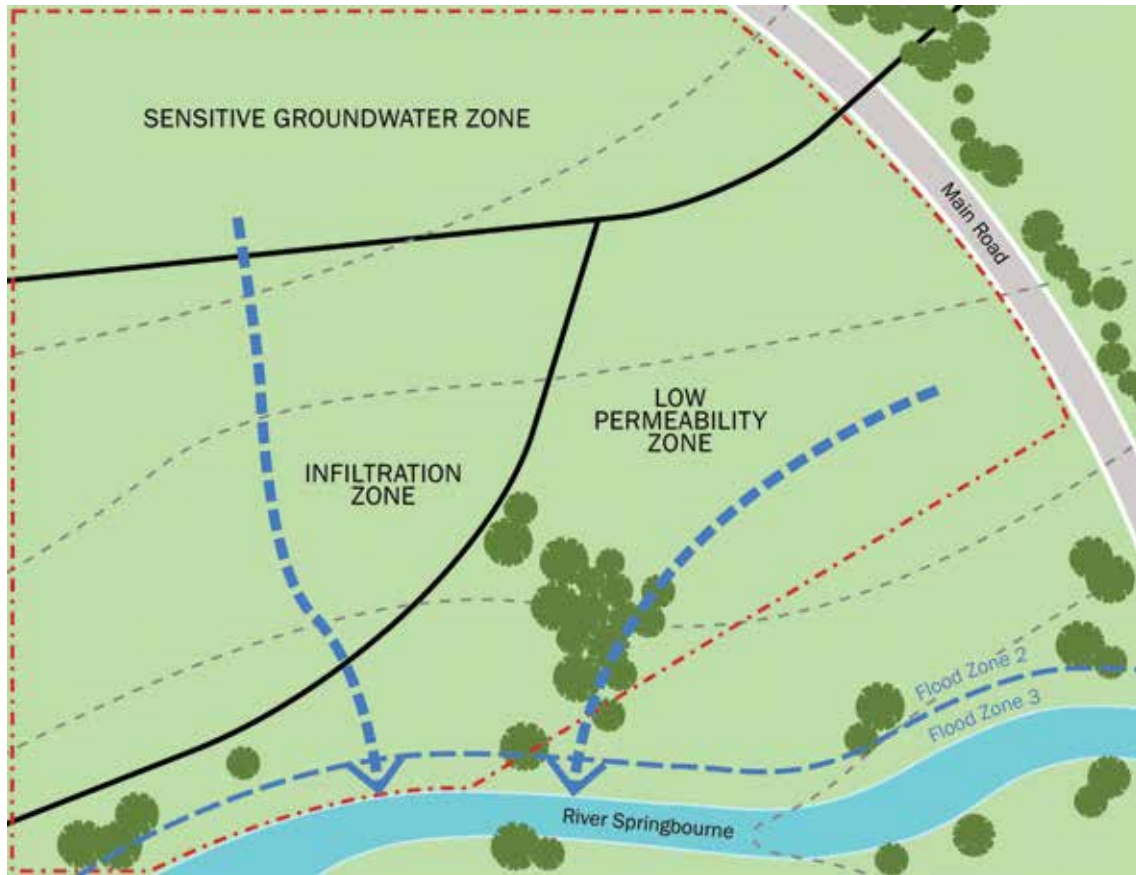 SENSITIVE GROUNDWATER ZONE
Main Road
LOW
PERMEABILITY
ZONE
INFILTRATION
ZONE
Flood Zone 2
Flood Zone 3
River Springbourne